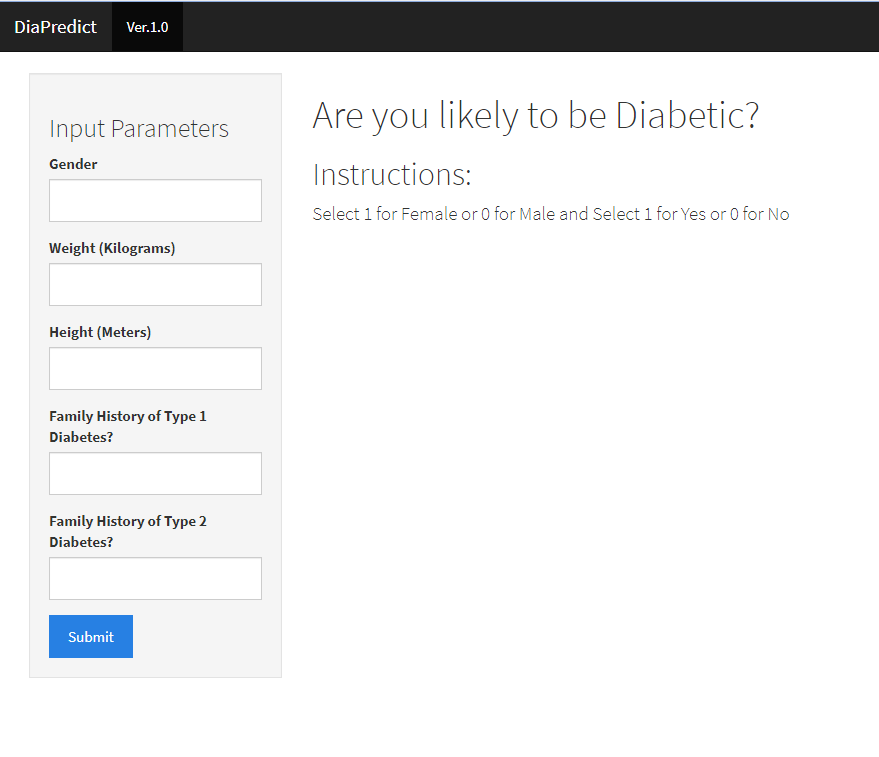 DiaPredict Ver.1.0
Input Parameters
Gender
Weight (Kilograms)
Height (Meters)
Family History of Type 1
Diabetes?
Family History of Type 2
Diabetes?
Submit
Are you likely to be Diabetic?
Instructions:
Select 1 for Female or 0 for Male and Select 1 for Yes or 0 for No